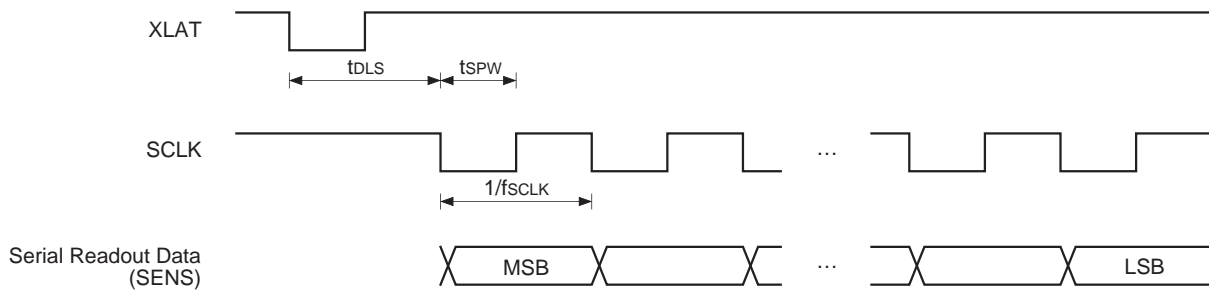 XLAT
tDLS
tSPW
SCLK
...
1/fSCLK
Serial Readout Data
(SENS)
MSB
...
LSB